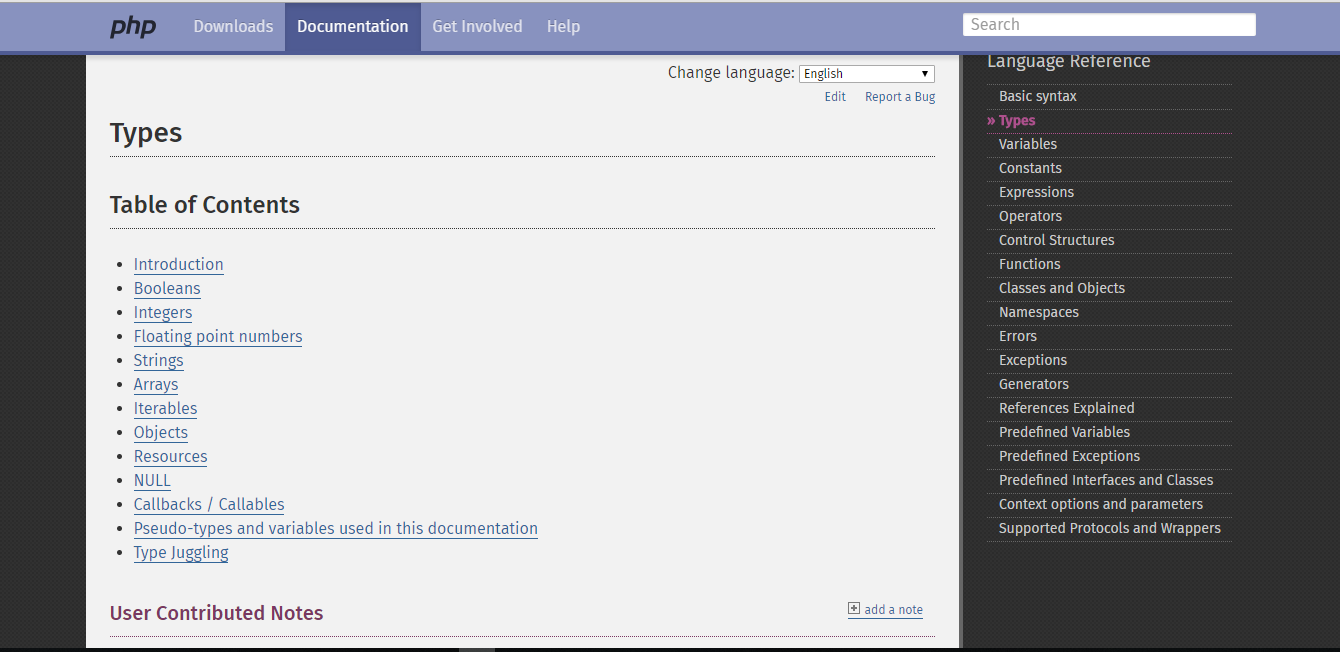 php Downloads Documentation Get Involved Help Search
Change language: English
Edit Report a Bug
Types
Table of Contents
Introduction
Booleans
Integers
Floating point numbers
Strings
Arrays
Iterables
Objects
Resources
NULL
Callbacks / Callables
Pseudo-types and variables used in this documentation
Type Juggling
User Contributed Notes
add a note
Language Reference
Basic syntax
» Types
Variables
Constants
Expressions
Operators
Control Structures
Functions
Classes and Objects
Namespaces
Errors
Exceptions
Generators
References Explained
Predefined Variables
Predefined Exceptions
Predefined Interfaces and Classes
Context options and parameters
Supported Protocols and Wrappers